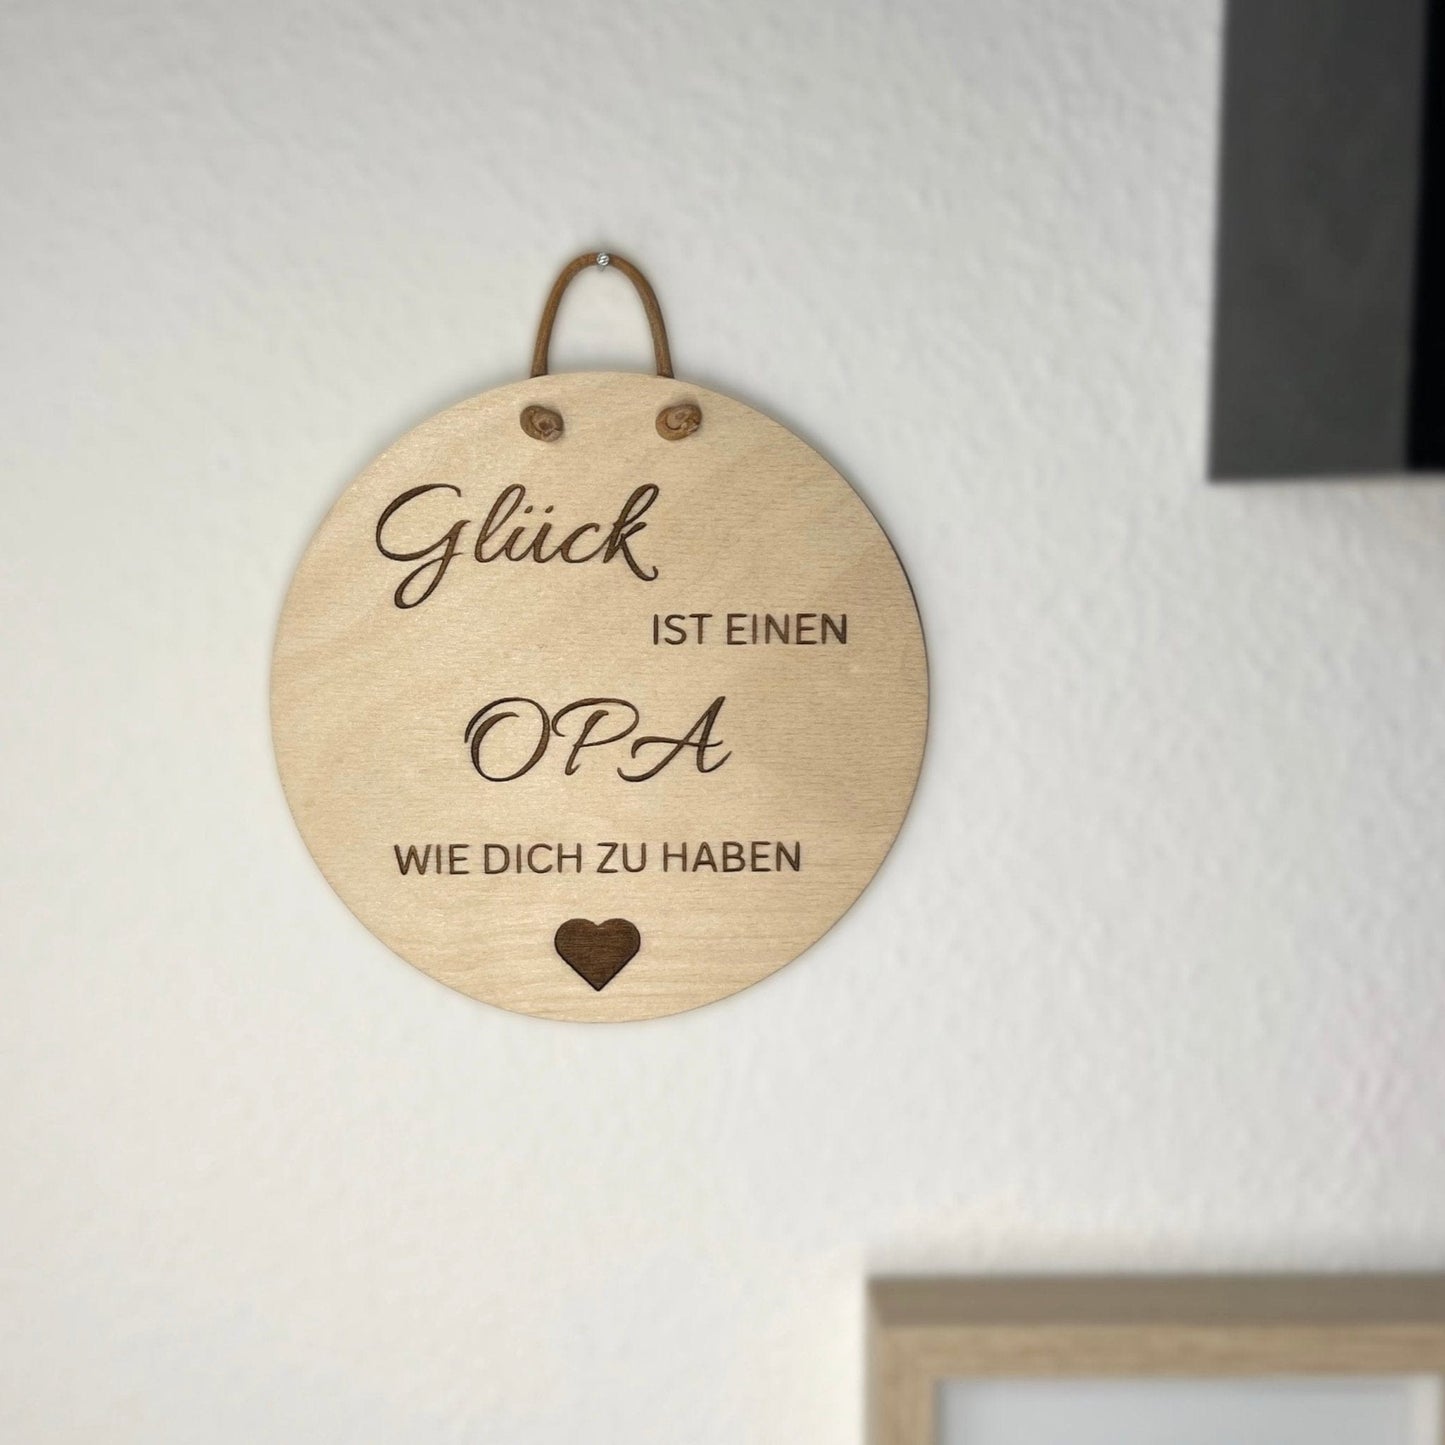 Glück
IST EINEN
OPA
WIE DICH ZU HABEN